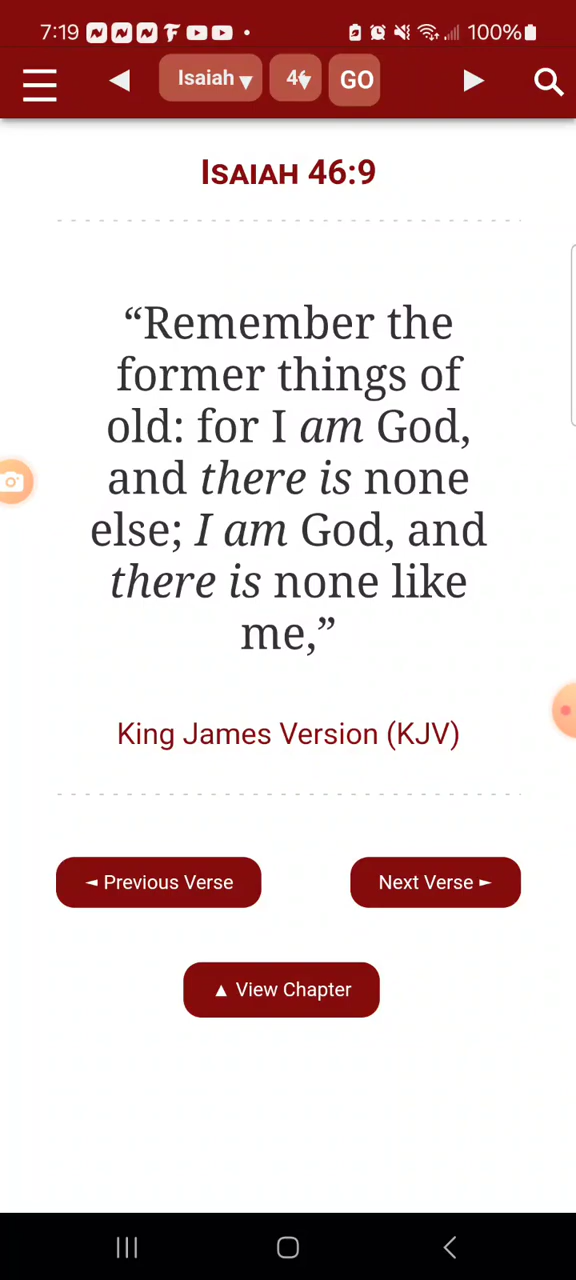 7:19 100%
Isaiah 46 GO
ISAIAH 46:9
“Remember the
former things of
old: for I am God,
and there is none
else; I am God, and
there is none like
me,”
King James Version (KJV)
◄ Previous Verse Next Verse ►
▲ View Chapter